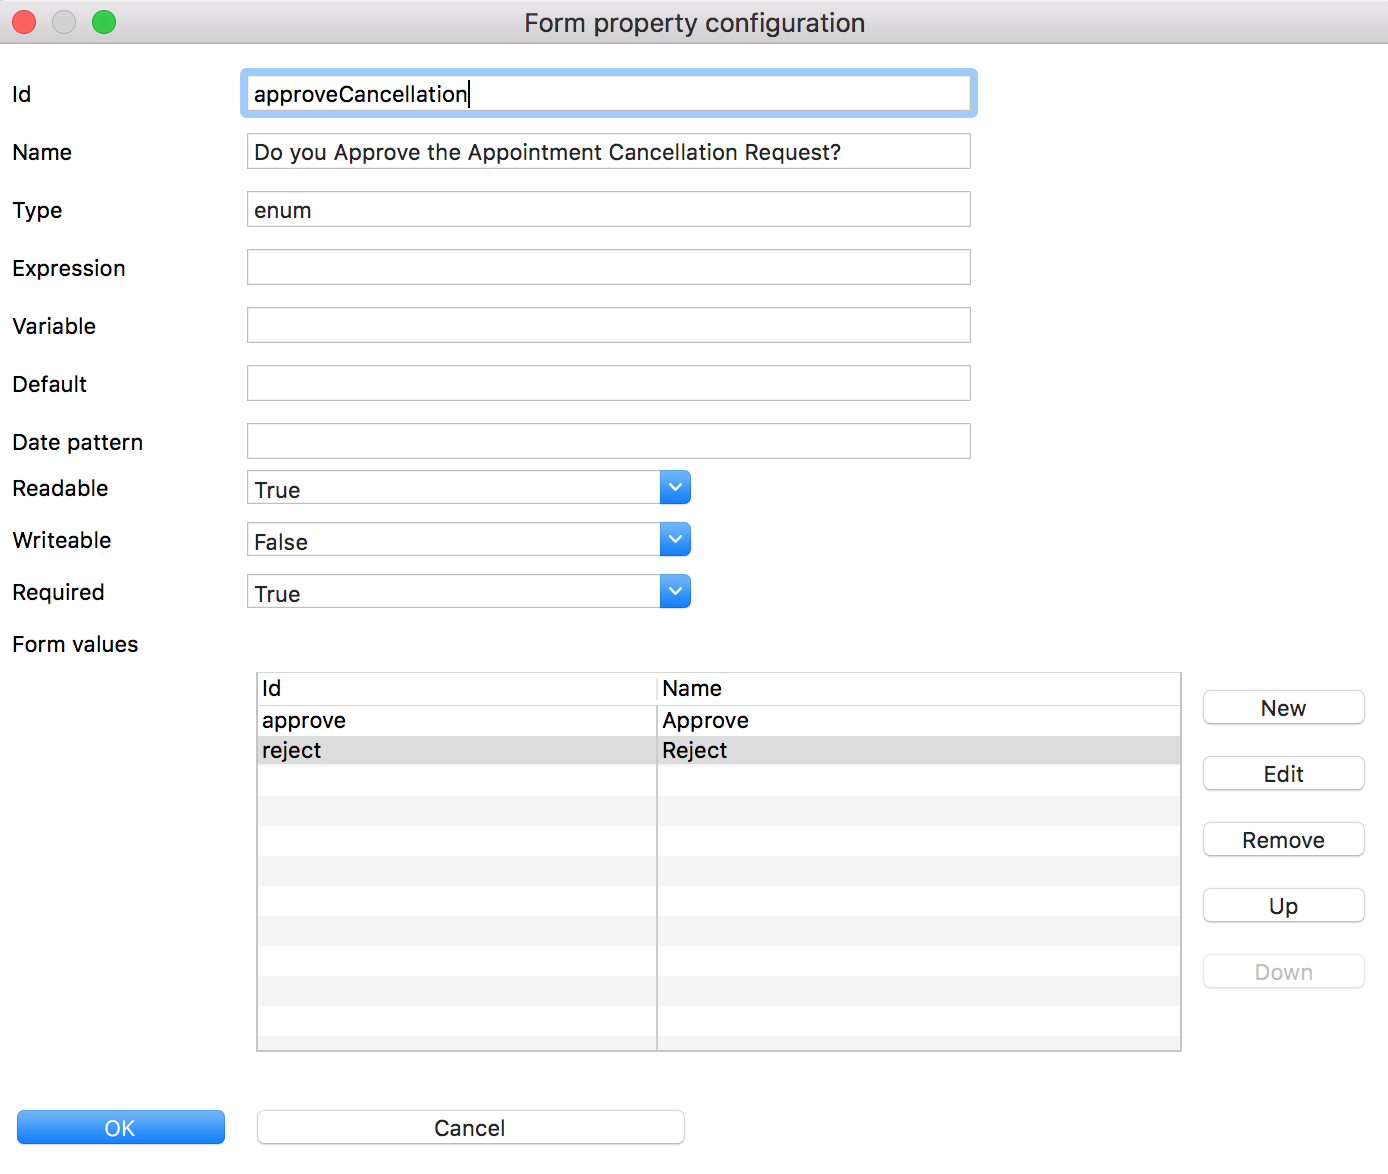 Form property configuration
Id approveCancellation
Name Do you Approve the Appointment Cancellation Request?
Type enum
Expression
Variable
Default
Date pattern
Readable True
Writeable False
Required True
Form values
Id Name
approve Approve
reject Reject
New
Edit
Remove
Up
Down
OK Cancel